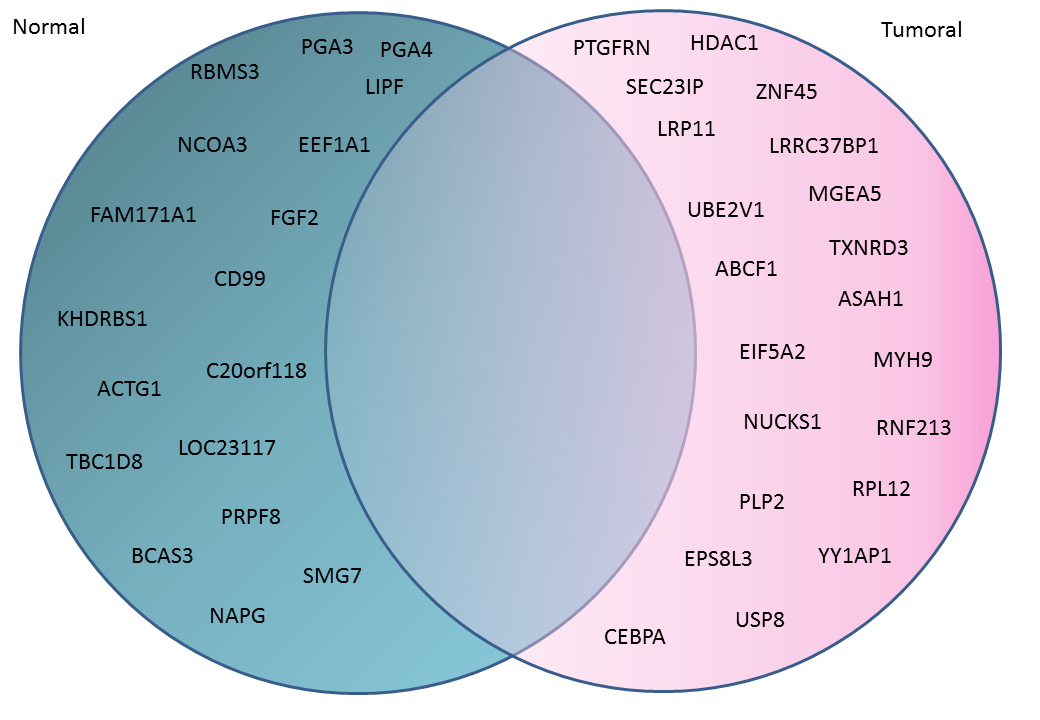 Normal
Tumoral
PGA3
PGA4
RBMS3
LIPF
NCOA3
EEF1A1
FAM171A1
FGF2
CD99
KHDRBS1
C20orf118
ACTG1
LOC23117
TBC1D8
PRPF8
BCAS3
SMG7
NAPG
PTGFRN
HDAC1
SEC23IP
ZNF45
LRP11
LRRC37BP1
MGEA5
UBE2V1
TXNRD3
ABCF1
ASAH1
EIF5A2
MYH9
NUCKS1
RNF213
RPL12
PLP2
EPS8L3
YY1AP1
USP8
CEBPA